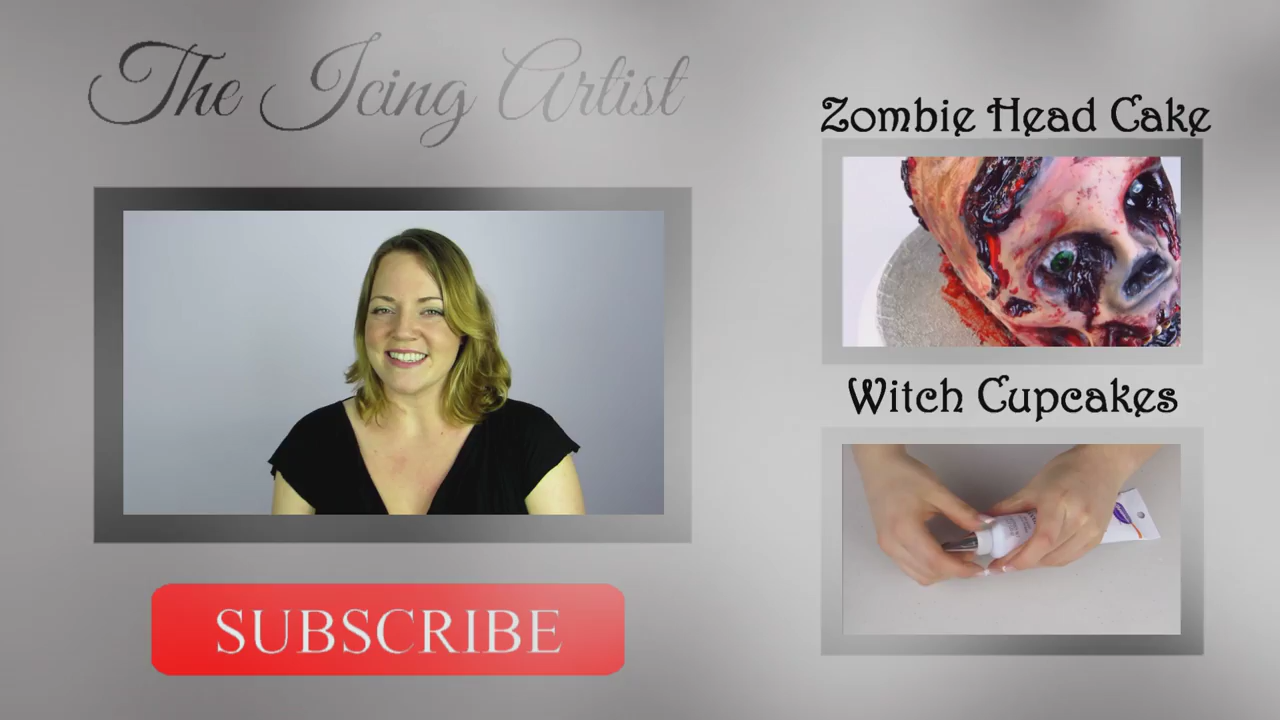 The Icing Artist
Zombie Head Cake
Witch Cupcakes
SUBSCRIBE